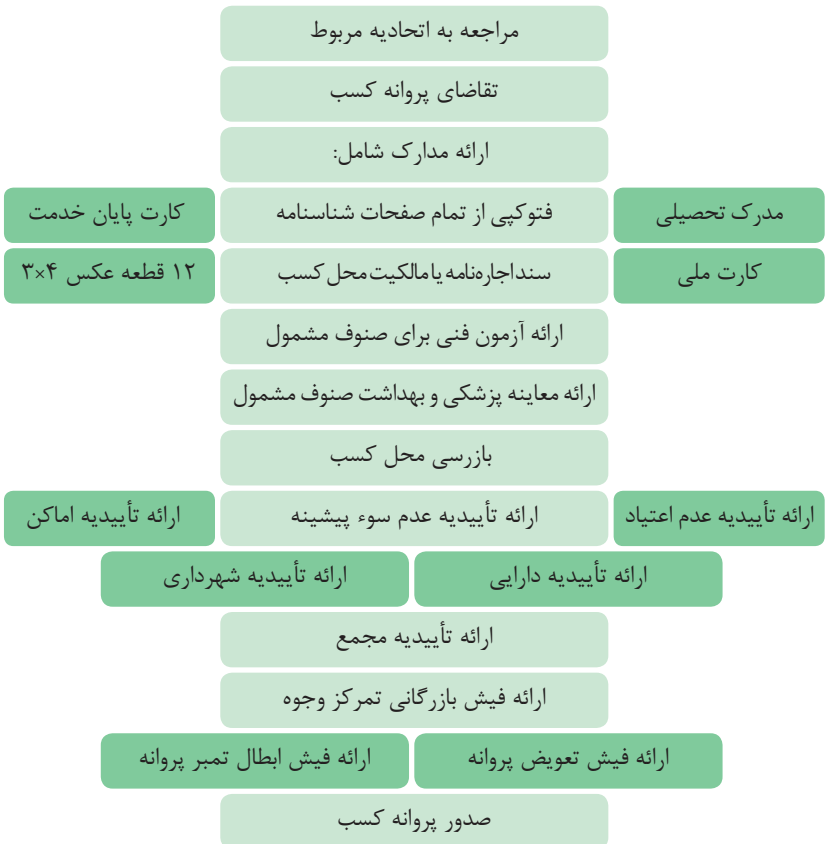 مراجعه به اتحادیه مربوط
تقاضای پروانه کسب
ارائه مدارک شامل:
مدرک تحصیلی
فتوکپی از تمام صفحات شناسنامه
کارت پایان خدمت
کارت ملی
سند اجاره‌نامه یا مالکیت محل کسب
۱۲ قطعه عکس ۴×۳
ارائه آزمون فنی برای صنوف مشمول
ارائه معاینه پزشکی و بهداشت صنوف مشمول
بازرسی محل کسب
ارائه تأییدیه عدم اعتیاد
ارائه تأییدیه عدم سوء پیشینه
ارائه تأییدیه اماکن
ارائه تأییدیه دارایی
ارائه تأییدیه شهرداری
ارائه تأییدیه مجمع
ارائه فیش بازرگانی تمرکز وجوه
ارائه فیش تعویض پروانه
ارائه فیش ابطال تمبر پروانه
صدور پروانه کسب